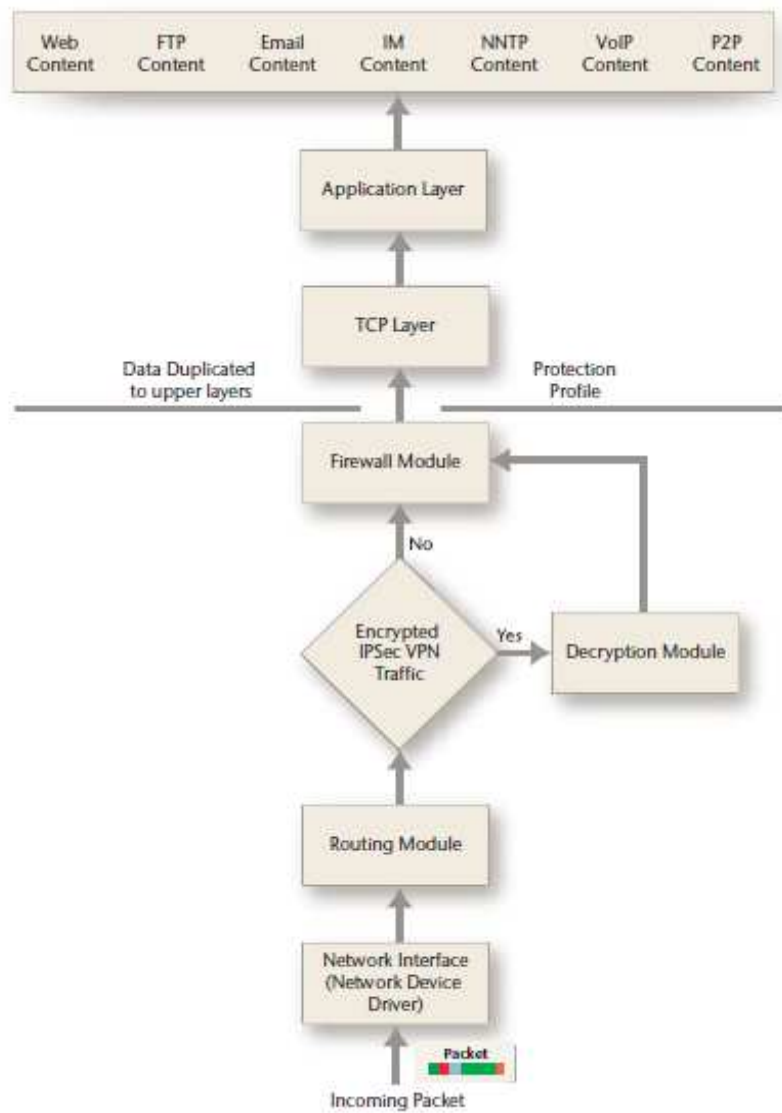 Web Content
FTP Content
Email Content
IM Content
NNTP Content
VoIP Content
P2P Content
Application Layer
TCP Layer
Data Duplicated
to upper layers
Protection
Profile
Firewall Module
No
Encrypted
IPSec VPN
Traffic
Yes
Decryption Module
Routing Module
Network Interface
(Network Device
Driver)
Packet
Incoming Packet